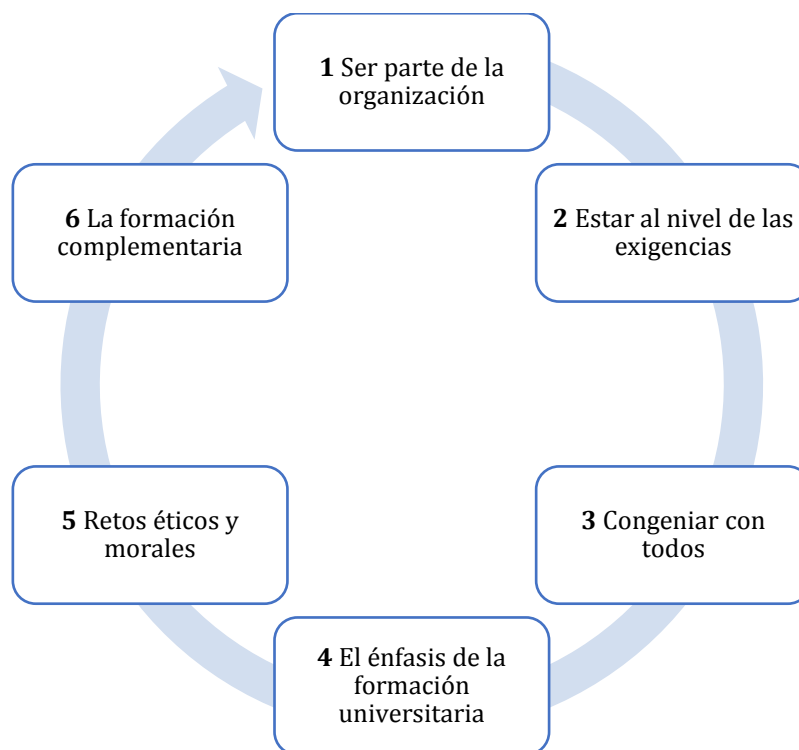 1 Ser parte de la
organización
2 Estar al nivel de las
exigencias
3 Congeniar con
todos
4 El énfasis de la
formación
universitaria
5 Retos éticos y
morales
6 La formación
complementaria